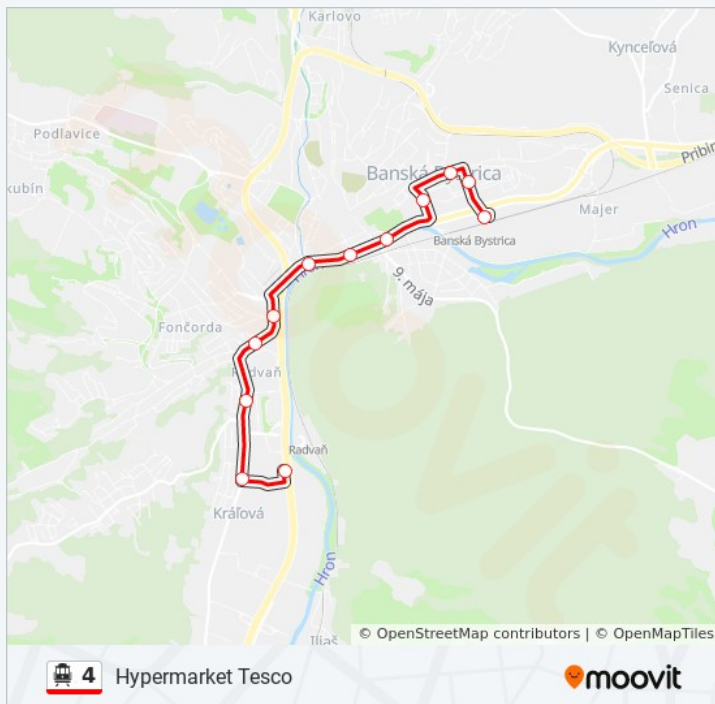 Karlovo
Kynceľová
Senica
Podlavice
Pribin
kubín
Banská Bystrica
Majer
Hron
Banská Bystrica
Hron
9. mája
Fončorda
Radvaň
Radvaň
Kráľová
Hron
Iliaš
© OpenStreetMap contributors | © OpenMapTiles
4 Hypermarket Tesco
moovit